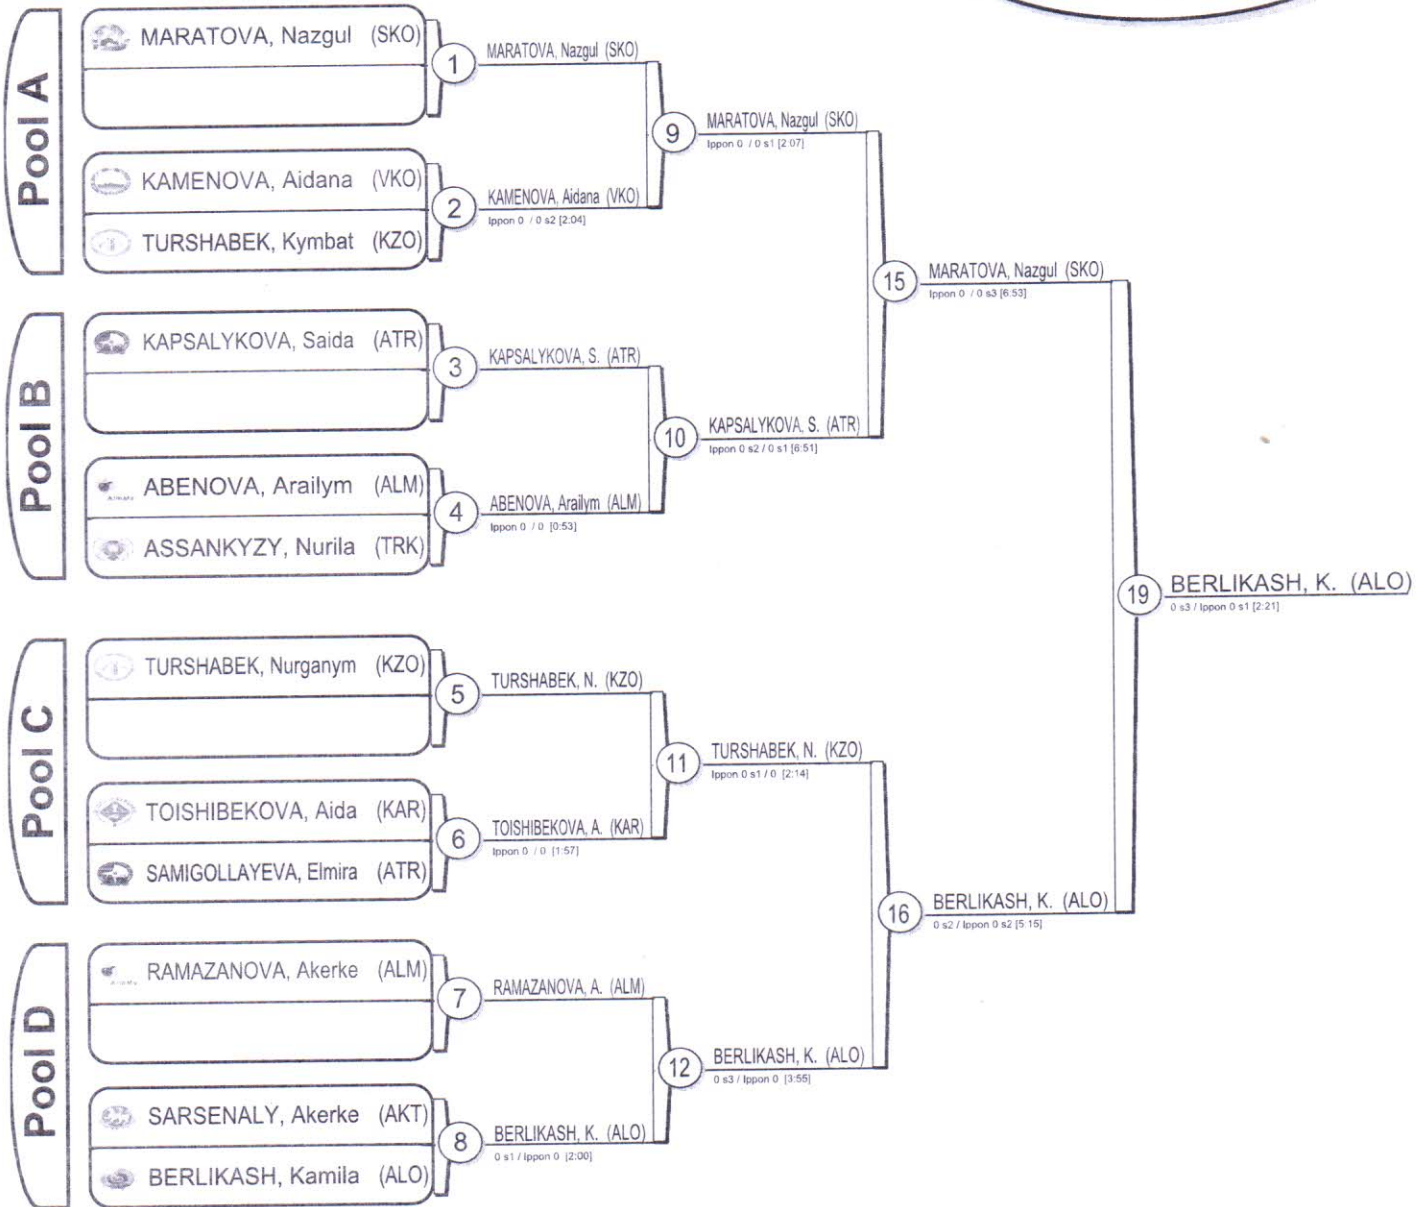 Pool A
MARATOVA, Nazgul (SKO)
KAMENOVA, Aidana (VKO)
TURSHABEK, Kymbat (KZO)
Pool B
KAPSALYKOVA, Saida (ATR)
ABENOVA, Arailym (ALM)
ASSANKYZY, Nurila (TRK)
Pool C
TURSHABEK, Nurganym (KZO)
TOISHIBEKOVA, Aida (KAR)
SAMIGOLLAYEVA, Elmira (ATR)
Pool D
RAMAZANOVA, Akerke (ALM)
SARSENALY, Akerke (AKT)
BERLIKASH, Kamila (ALO)
1
MARATOVA, Nazgul (SKO)
2
KAMENOVA, Aidana (VKO)
Ippon 0 / 0 s2 [2:04]
3
KAPSALYKOVA, S. (ATR)
4
ABENOVA, Arailym (ALM)
Ippon 0 / 0 [0:53]
5
TURSHABEK, N. (KZO)
6
TOISHIBEKOVA, A. (KAR)
Ippon 0 / 0 [1:57]
7
RAMAZANOVA, A. (ALM)
8
BERLIKASH, K. (ALO)
0 s1 / Ippon 0 [2:00]
9
MARATOVA, Nazgul (SKO)
Ippon 0 / 0 s1 [2:07]
10
KAPSALYKOVA, S. (ATR)
Ippon 0 s2 / 0 s1 [6:51]
11
TURSHABEK, N. (KZO)
Ippon 0 s1 / 0 [2:14]
12
BERLIKASH, K. (ALO)
0 s3 / Ippon 0 [3:55]
15
MARATOVA, Nazgul (SKO)
Ippon 0 / 0 s3 [6:53]
16
BERLIKASH, K. (ALO)
0 s2 / Ippon 0 s2 [5:15]
19
BERLIKASH, K. (ALO)
0 s3 / Ippon 0 s1 [2:21]